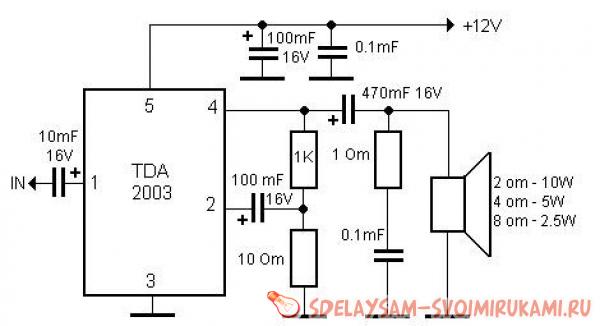 +12V
100mF
16V
0.1mF
5
4
470mF 16V
10mF
16V
IN
1
TDA
2003
1K
1 Om
100 mF
16V
2
2 om - 10W
4 om - 5W
8 om - 2.5W
10 Om
0.1mF
3
SDELAYSAM-SVOIMIRUKAMI.RU
+
+
+
+